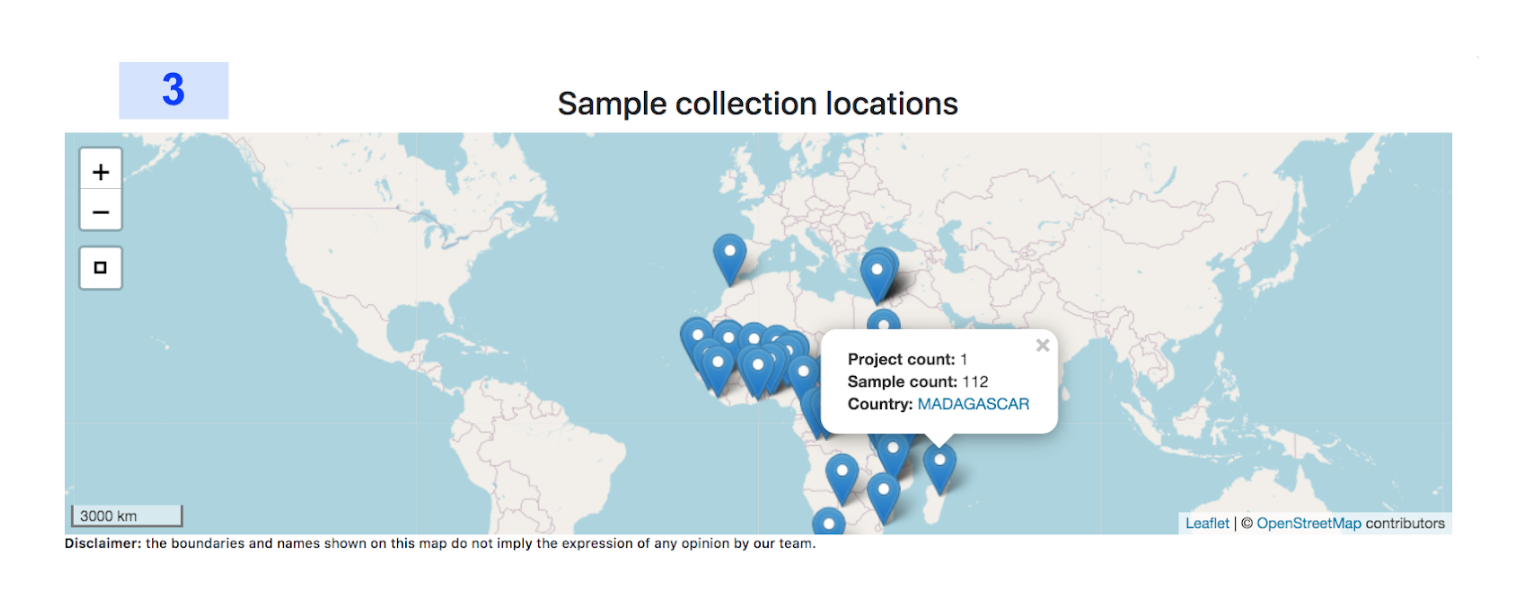 3
Sample collection locations
+
−
Project count: 1
Sample count: 112
Country: MADAGASCAR
3000 km
Leaflet | © OpenStreetMap contributors
Disclaimer: the boundaries and names shown on this map do not imply the expression of any opinion by our team.